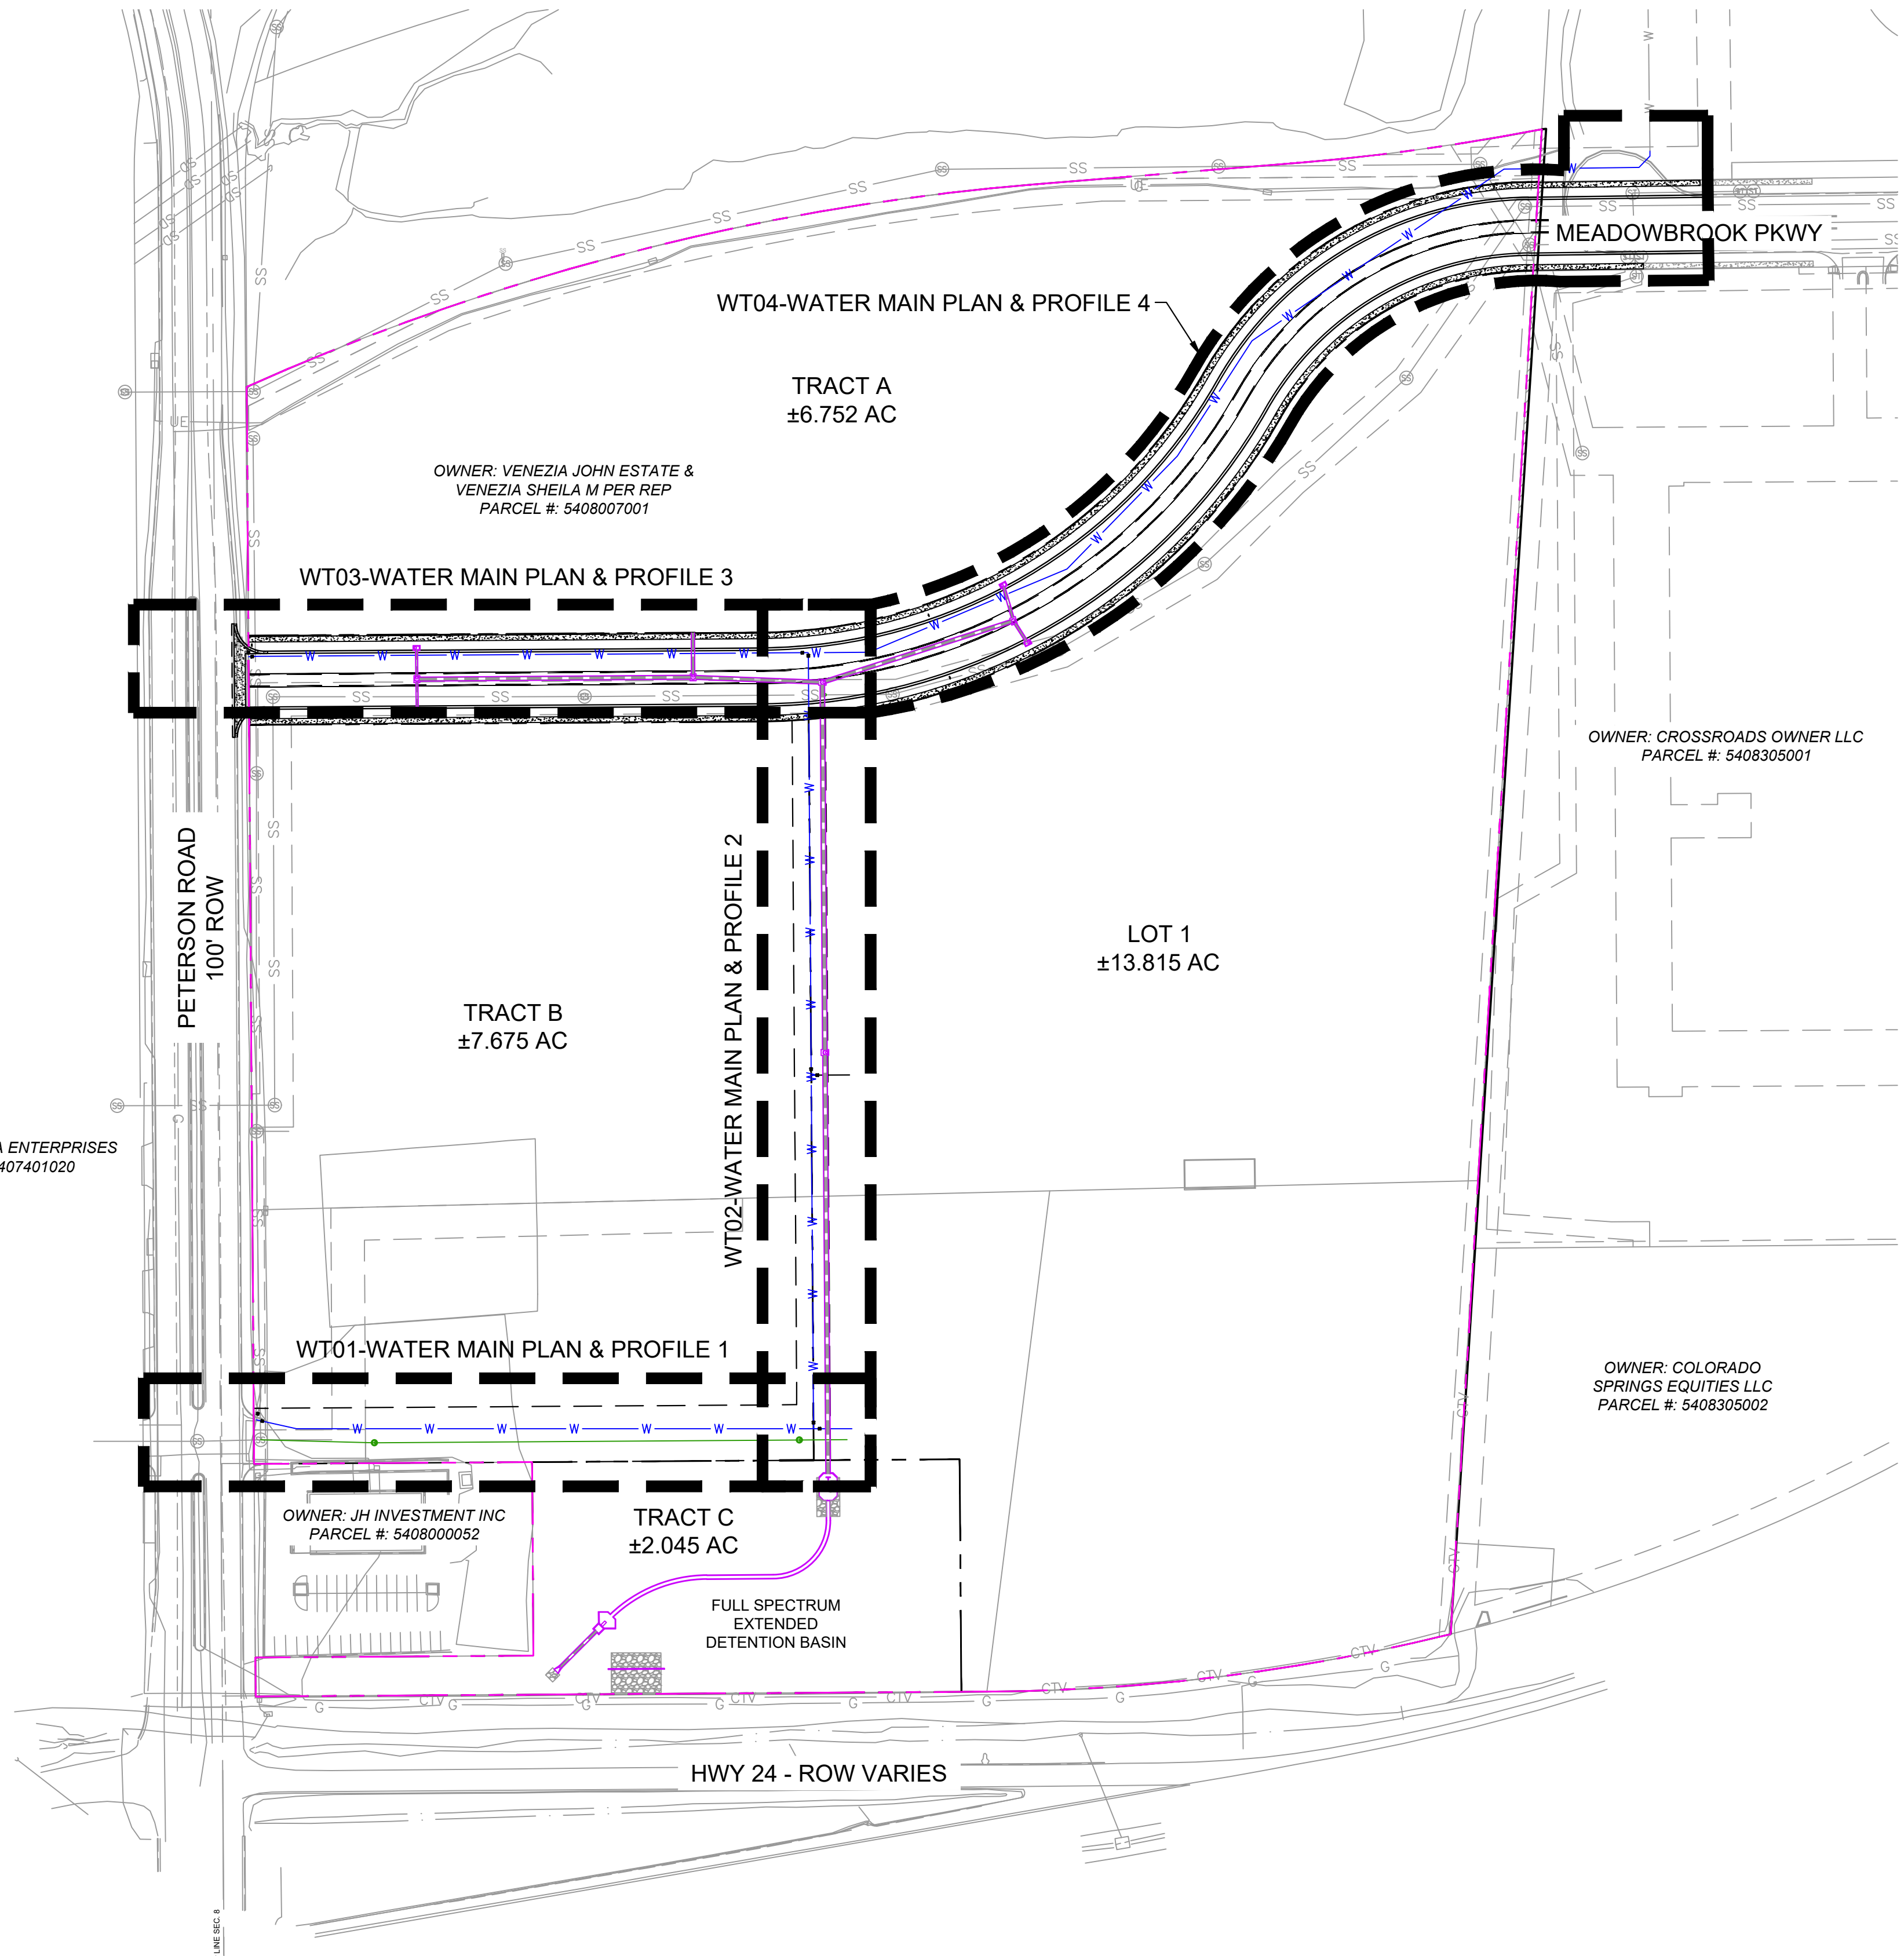 MEADOWBROOK PKWY
WT04-WATER MAIN PLAN & PROFILE 4
TRACT A
±6.752 AC
OWNER: VENEZIA JOHN ESTATE &
VENEZIA SHEILA M PER REP
PARCEL #: 5408007001
WT03-WATER MAIN PLAN & PROFILE 3
OWNER: CROSSROADS OWNER LLC
PARCEL #: 5408305001
PETERSON ROAD
100' ROW
WT02-WATER MAIN PLAN & PROFILE 2
LOT 1
±13.815 AC
TRACT B
±7.675 AC
A ENTERPRISES
407401020
WT01-WATER MAIN PLAN & PROFILE 1
OWNER: COLORADO
SPRINGS EQUITIES LLC
PARCEL #: 5408305002
OWNER: JH INVESTMENT INC
PARCEL #: 5408000052
TRACT C
±2.045 AC
FULL SPECTRUM
EXTENDED
DETENTION BASIN
HWY 24 - ROW VARIES
LINE SEC. 8